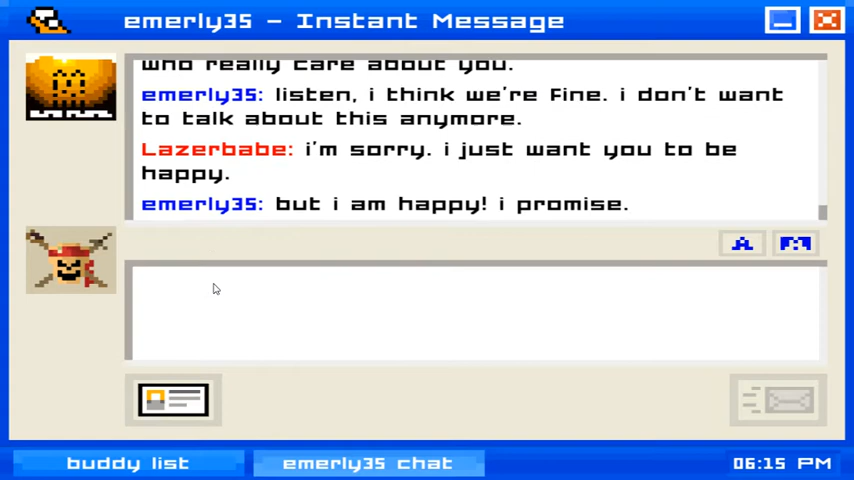 emerly35 - Instant Message
who really care about you.
emerly35: listen, i think we're fine. i don't want
to talk about this anymore.
Lazerbabe: i'm sorry. i just want you to be
happy.
emerly35: but i am happy! i promise.
A
buddy list
emerly35 chat
06:15 PM